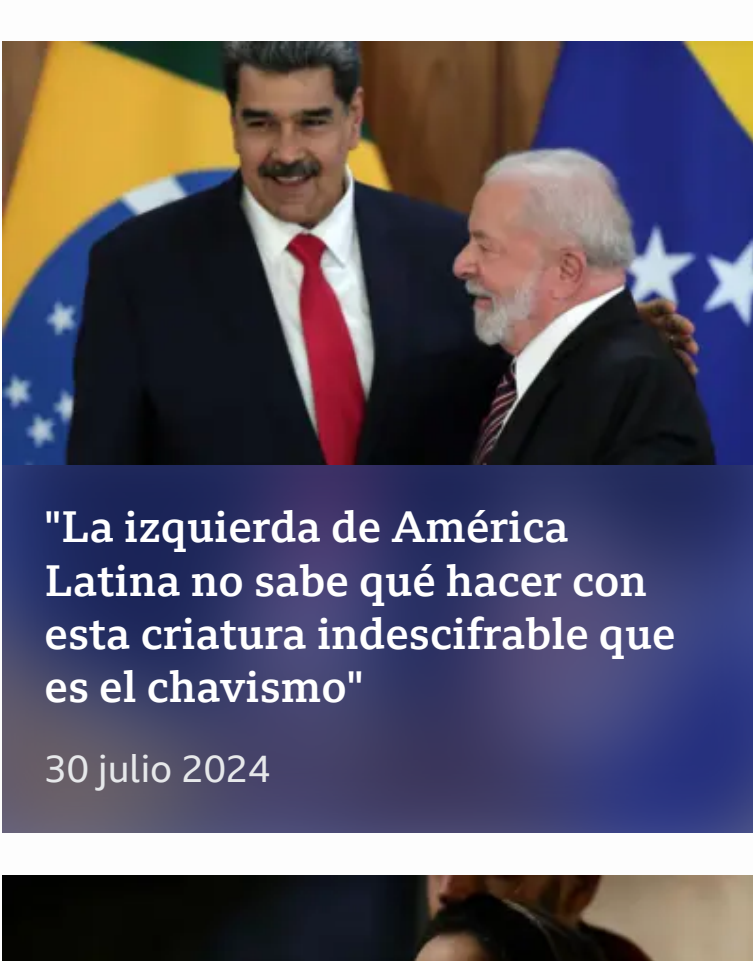 "La izquierda de América
Latina no sabe qué hacer con
esta criatura indescifrable que
es el chavismo"
30 julio 2024